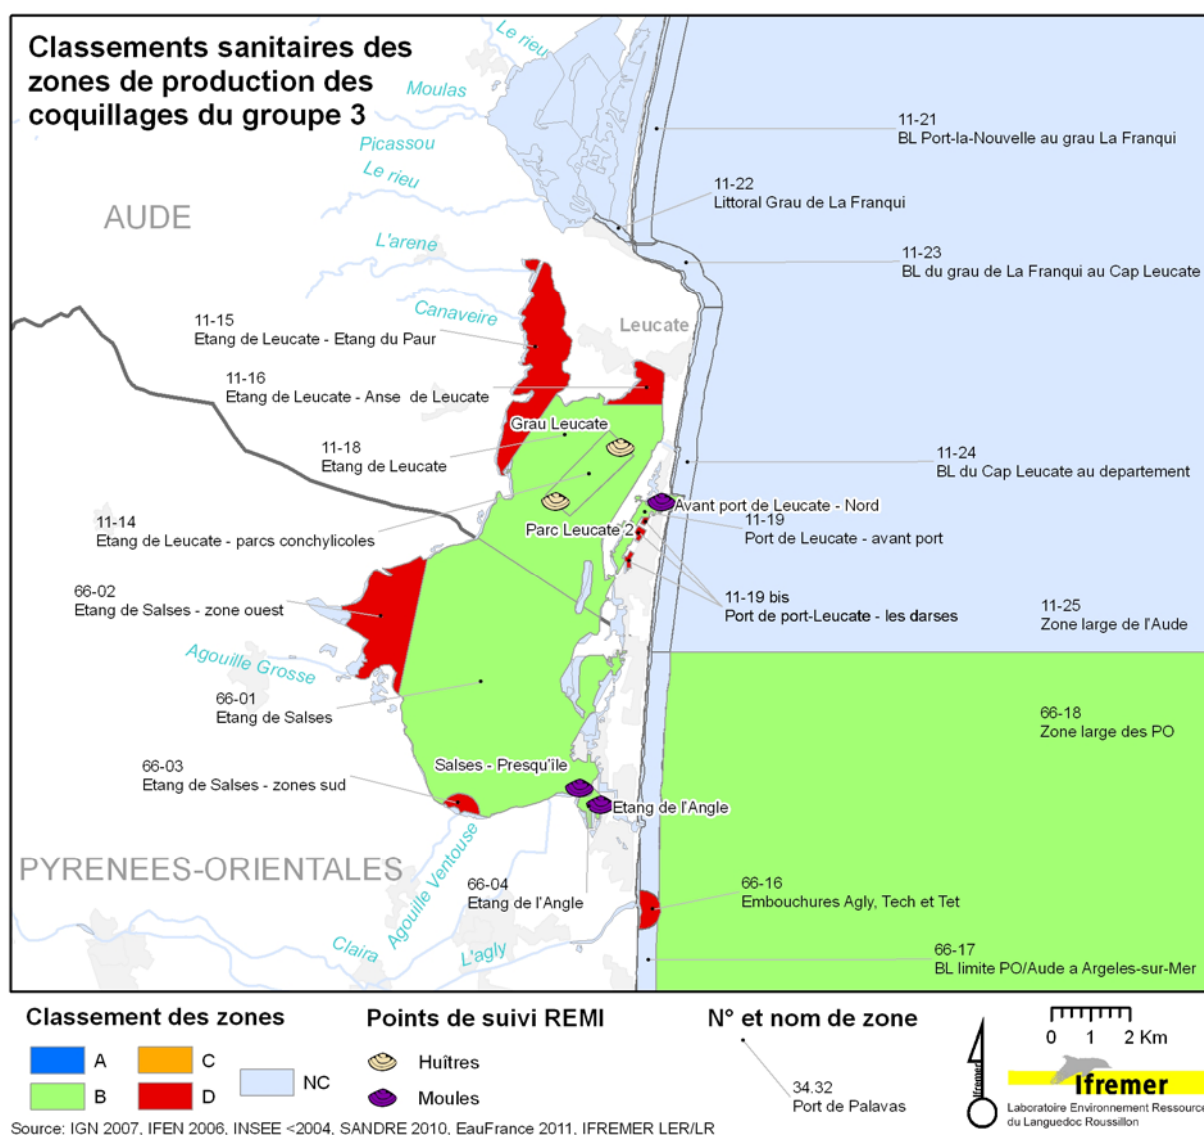 Classements sanitaires des
zones de production des
coquillages du groupe 3
Le rieu
Moulas
Picassou
Le rieu
AUDE
L'arene
Canaveire
Leucate
11-21
BL Port-la-Nouvelle au grau La Franqui
11-22
Littoral Grau de La Franqui
11-23
BL du grau de La Franqui au Cap Leucate
11-15
Etang de Leucate - Etang du Paur
11-16
Etang de Leucate - Anse de Leucate
Grau Leucate
11-18
Etang de Leucate
11-24
BL du Cap Leucate au departement
Avant port de Leucate - Nord
11-14
Etang de Leucate - parcs conchylicoles
Parc Leucate 2
11-19
Port de Leucate - avant port
66-02
Etang de Salses - zone ouest
11-19 bis
Port de port-Leucate - les darses
11-25
Zone large de l'Aude
Agouille Grosse
66-01
Etang de Salses
66-18
Zone large des PO
66-03
Etang de Salses - zones sud
Salses - Presqu'île
Etang de l'Angle
PYRENEES-ORIENTALES
Agouille Ventouse
66-04
Etang de l'Angle
66-16
Embouchures Agly, Tech et Tet
Claira
L'agly
66-17
BL limite PO/Aude a Argeles-sur-Mer
Classement des zones
A
C
NC
B
D
Points de suivi REMI
Huîtres
Moules
N° et nom de zone
34.32
Port de Palavas
Ifremer
0 1 2 Km
Ifremer
Laboratoire Environnement Ressource
du Languedoc Roussillon
Source: IGN 2007, IFEN 2006, INSEE <2004, SANDRE 2010, EauFrance 2011, IFREMER LER/LR